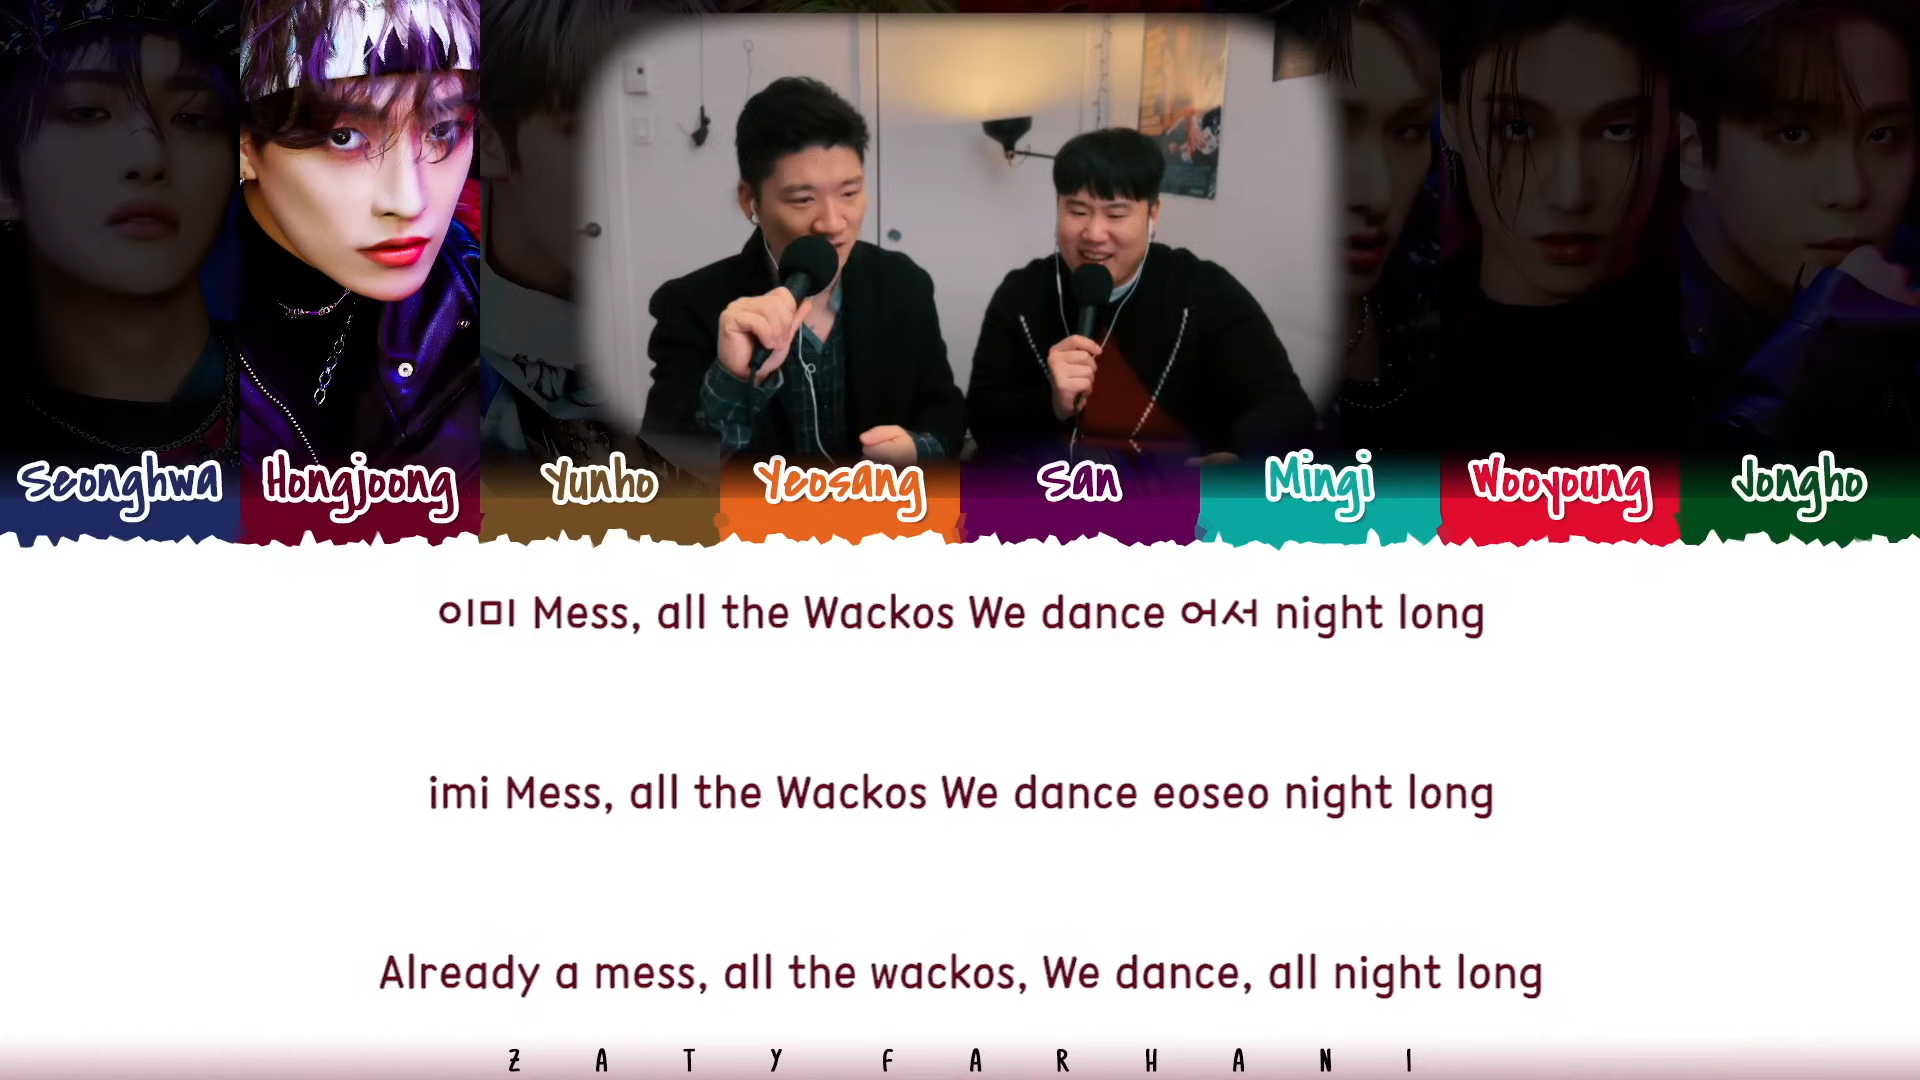 Seonghwa Hongjoong Yunho Yeosang San Mingi Wooyoung Jongho
이미 Mess, all the Wackos We dance 어서 night long
imi Mess, all the Wackos We dance eoseo night long
Already a mess, all the wackos, We dance, all night long
ZATY FARHANI